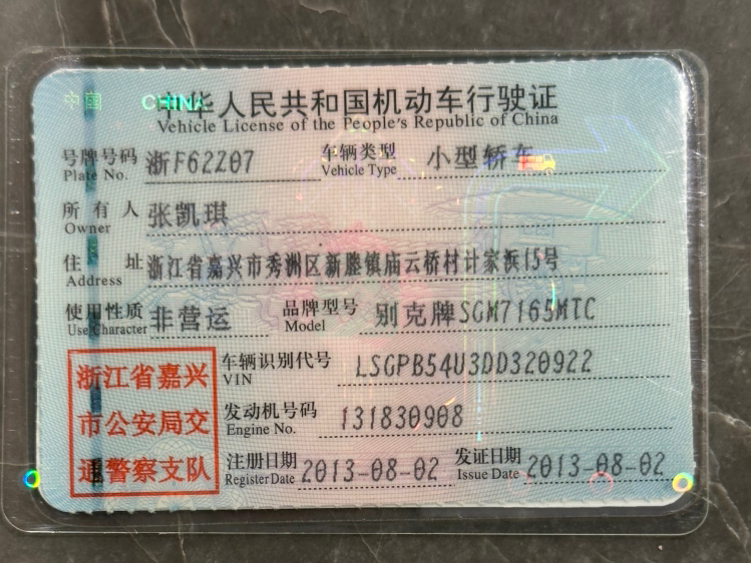 中国 CHINA
中华人民共和国机动车行驶证
Vehicle License of the People's Republic of China
号牌号码 浙F62Z07 车辆类型 小型轿车
Plate No. Vehicle Type
所有人 张凯琪
Owner
住址 浙江省嘉兴市秀洲区新塍镇庙云桥村计家浜15号
Address
使用性质 非营运 品牌型号 别克牌SGM7165MTC
Use Character Model
车辆识别代号 LSGPB54U3DD320922
VIN
浙江省嘉兴
市公安局交
通警察支队
发动机号码 131830908
Engine No.
注册日期 2013-08-02 发证日期 2013-08-02
Register Date Issue Date